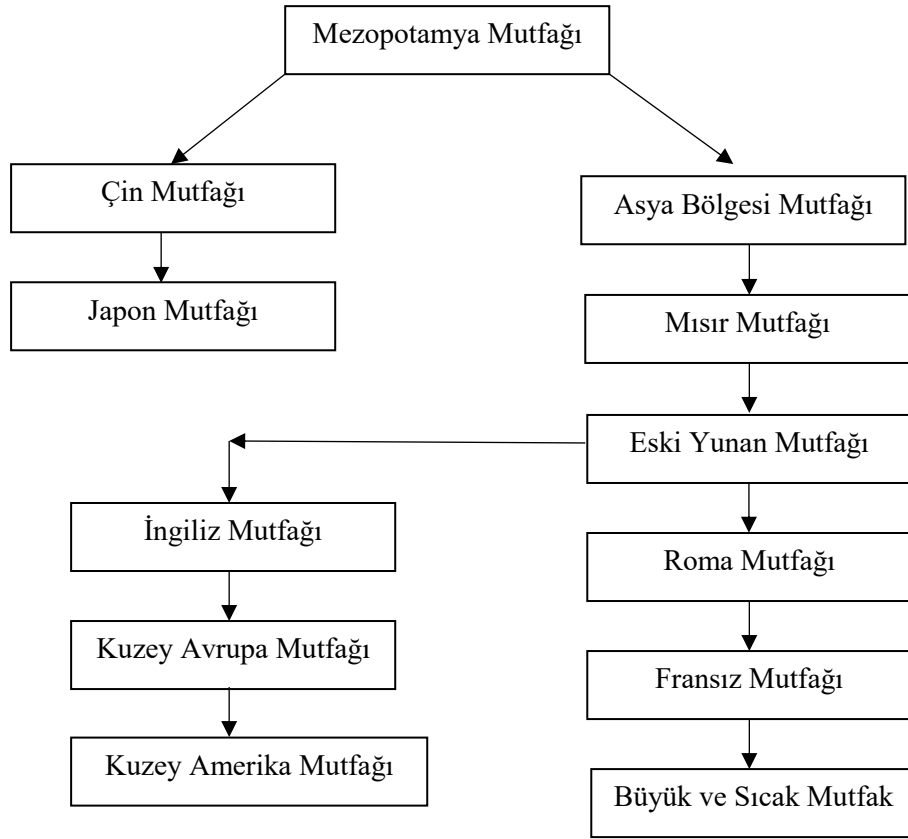 Mezopotamya Mutfağı
Çin Mutfağı
Asya Bölgesi Mutfağı
Japon Mutfağı
Mısır Mutfağı
Eski Yunan Mutfağı
İngiliz Mutfağı
Roma Mutfağı
Kuzey Avrupa Mutfağı
Fransız Mutfağı
Kuzey Amerika Mutfağı
Büyük ve Sıcak Mutfak